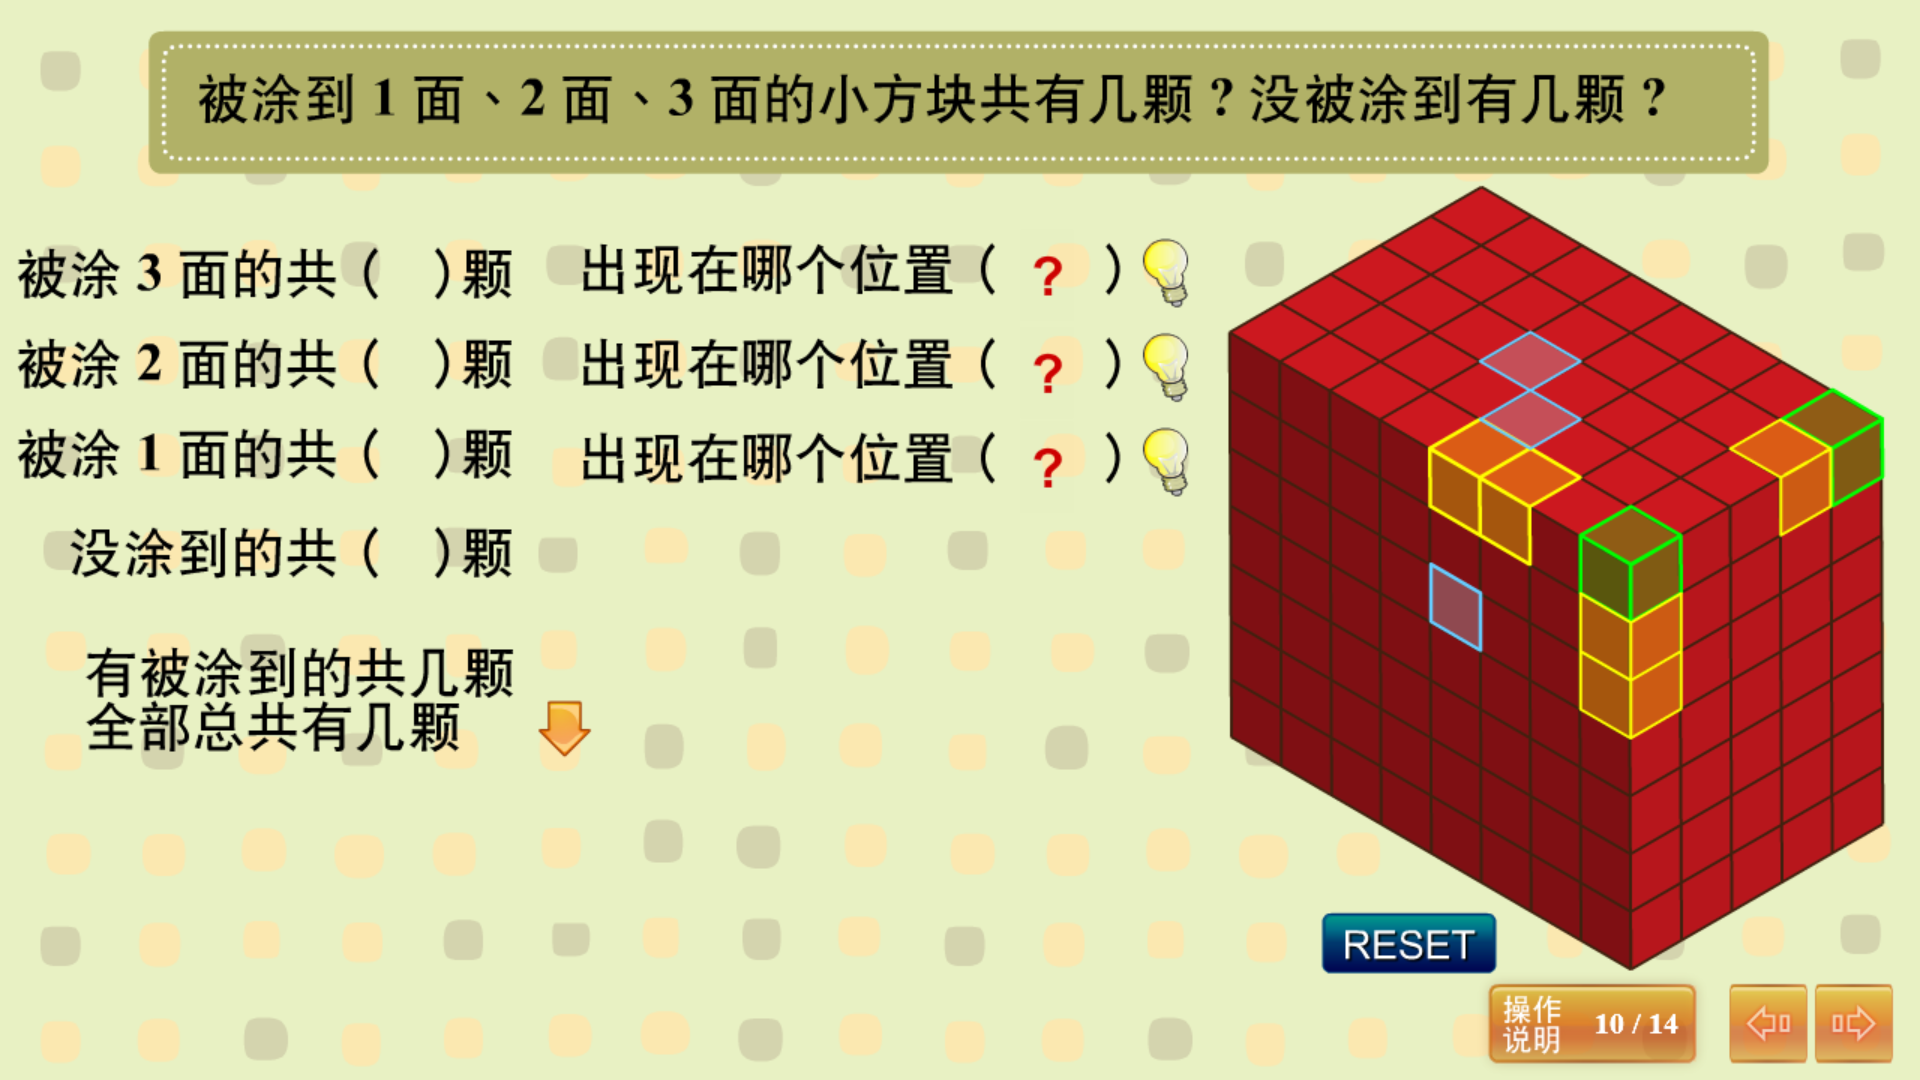 被涂到 1 面、2 面、3 面的小方块共有几颗？没被涂到有几颗？
被涂 3 面的共（ ）颗 出现在哪个位置（ ? ）
被涂 2 面的共（ ）颗 出现在哪个位置（ ? ）
被涂 1 面的共（ ）颗 出现在哪个位置（ ? ）
没涂到的共（ ）颗
有被涂到的共几颗
全部总共有几颗
RESET
操作
说明
10 / 14